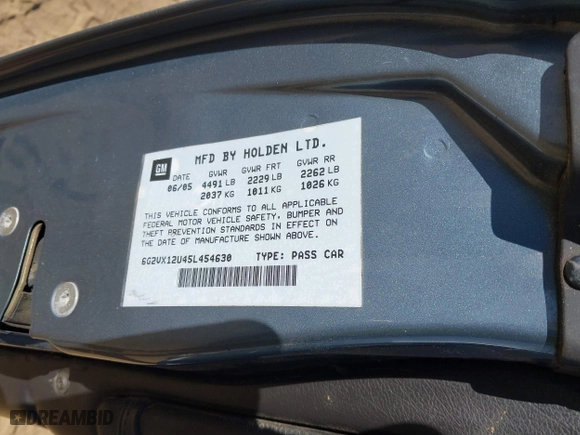 GM MFD BY HOLDEN LTD.
DATE GVWR GVWR FRT GVWR RR
06/05 4491 LB 2229 LB 2262 LB
2037 KG 1011 KG 1026 KG
THIS VEHICLE CONFORMS TO ALL APPLICABLE
FEDERAL MOTOR VEHICLE SAFETY, BUMPER AND
THEFT PREVENTION STANDARDS IN EFFECT ON
THE DATE OF MANUFACTURE SHOWN ABOVE.
6G2VX12U45L454630 TYPE: PASS CAR
DREAMBID